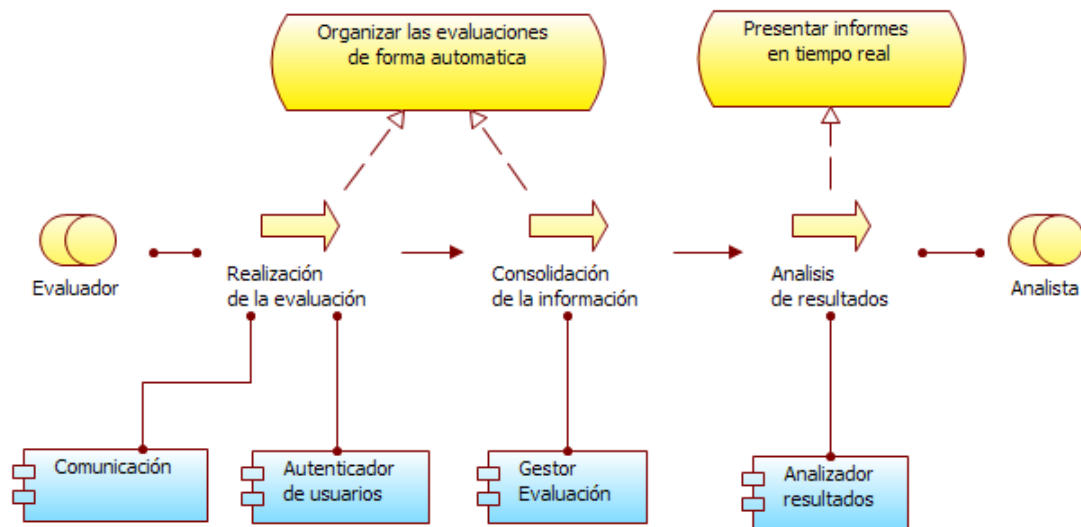 Organizar las evaluaciones
de forma automatica
Presentar informes
en tiempo real
Evaluador
Realización
de la evaluación
Consolidación
de la información
Analisis
de resultados
Analista
Comunicación
Autenticador
de usuarios
Gestor
Evaluación
Analizador
resultados